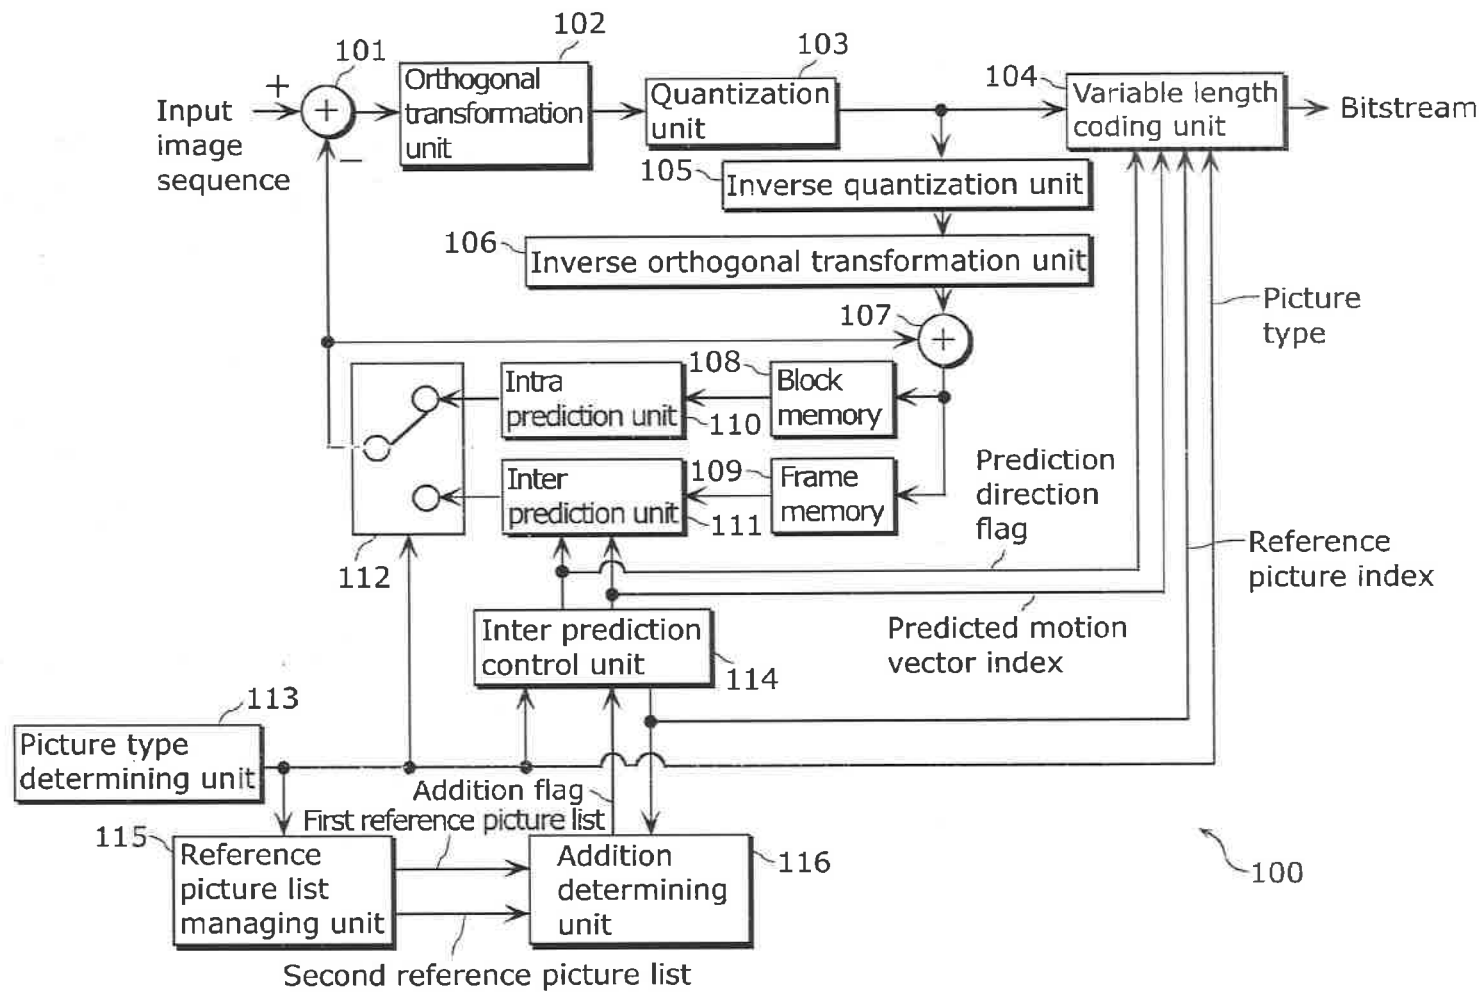 101
102
103
104
+
+
−
Input
image
sequence
Orthogonal
transformation
unit
Quantization
unit
Variable length
coding unit
Bitstream
105
Inverse quantization unit
106
Inverse orthogonal transformation unit
107
+
Picture
type
108
Block
memory
Intra
prediction unit
110
109
Frame
memory
Inter
prediction unit
111
112
Prediction
direction
flag
Reference
picture index
Predicted motion
vector index
Inter prediction
control unit
114
113
Picture type
determining unit
Addition flag
First reference picture list
115
Reference
picture list
managing unit
Addition
determining
unit
116
100
Second reference picture list